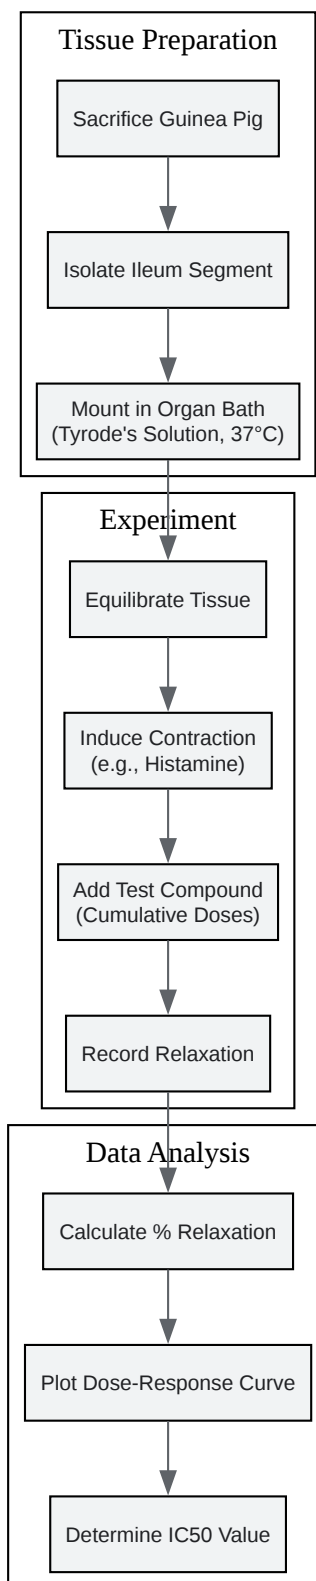 Tissue Preparation
Sacrifice Guinea Pig
Isolate Ileum Segment
Mount in Organ Bath
(Tyrode's Solution, 37°C)
Experiment
Equilibrate Tissue
Induce Contraction
(e.g., Histamine)
Add Test Compound
(Cumulative Doses)
Record Relaxation
Data Analysis
Calculate % Relaxation
Plot Dose-Response Curve
Determine IC50 Value